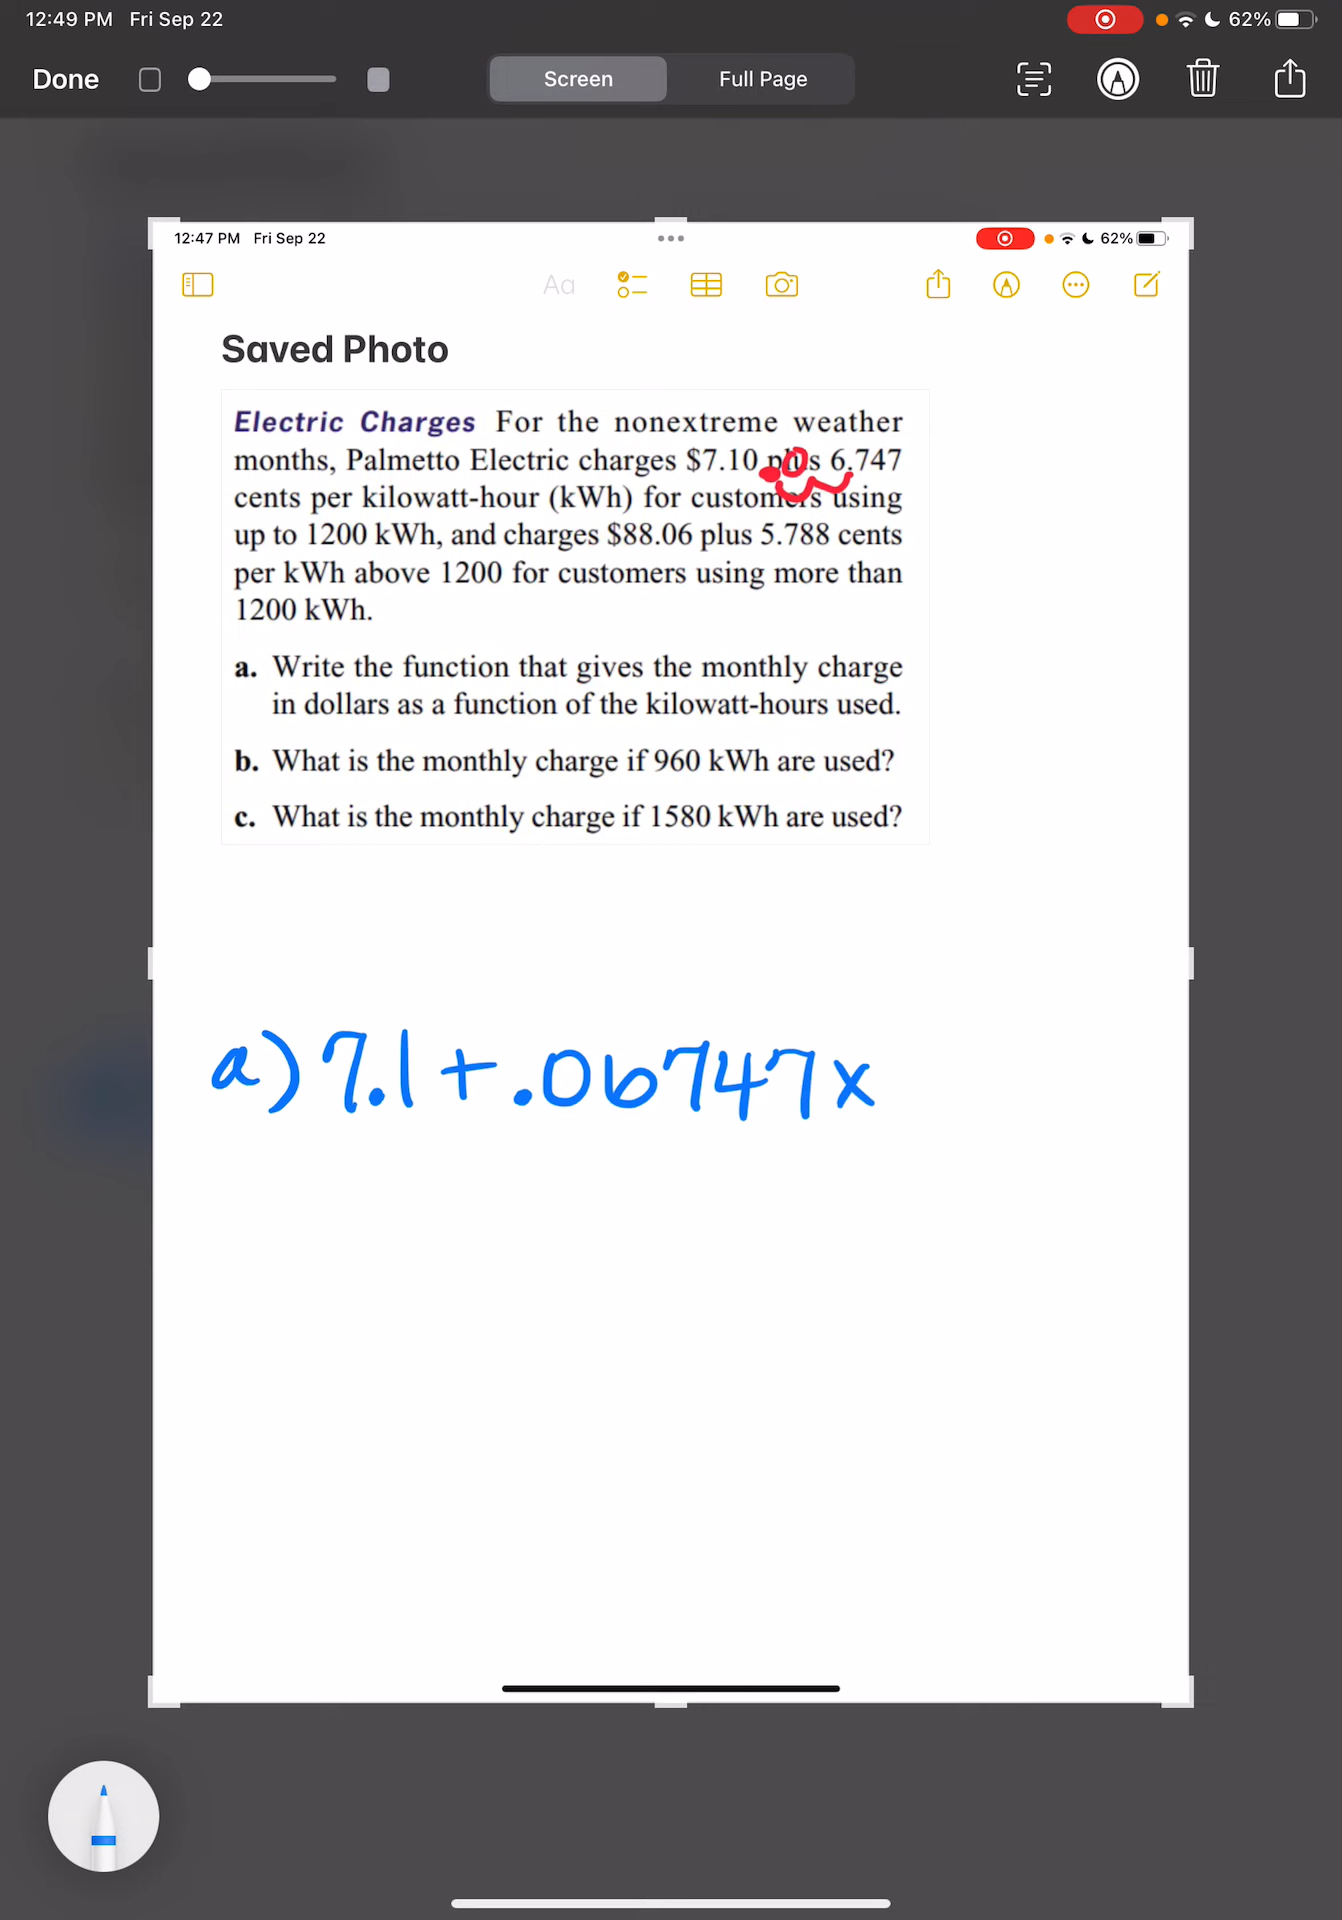 12:49 PM Fri Sep 22 62%
Done Screen Full Page
12:47 PM Fri Sep 22 62%
Aa
Saved Photo
Electric Charges For the nonextreme weather
months, Palmetto Electric charges $7.10 plus 6.747
cents per kilowatt-hour (kWh) for customers using
up to 1200 kWh, and charges $88.06 plus 5.788 cents
per kWh above 1200 for customers using more than
1200 kWh.
a. Write the function that gives the monthly charge
in dollars as a function of the kilowatt-hours used.
b. What is the monthly charge if 960 kWh are used?
c. What is the monthly charge if 1580 kWh are used?
a) 7.1 + .06747x